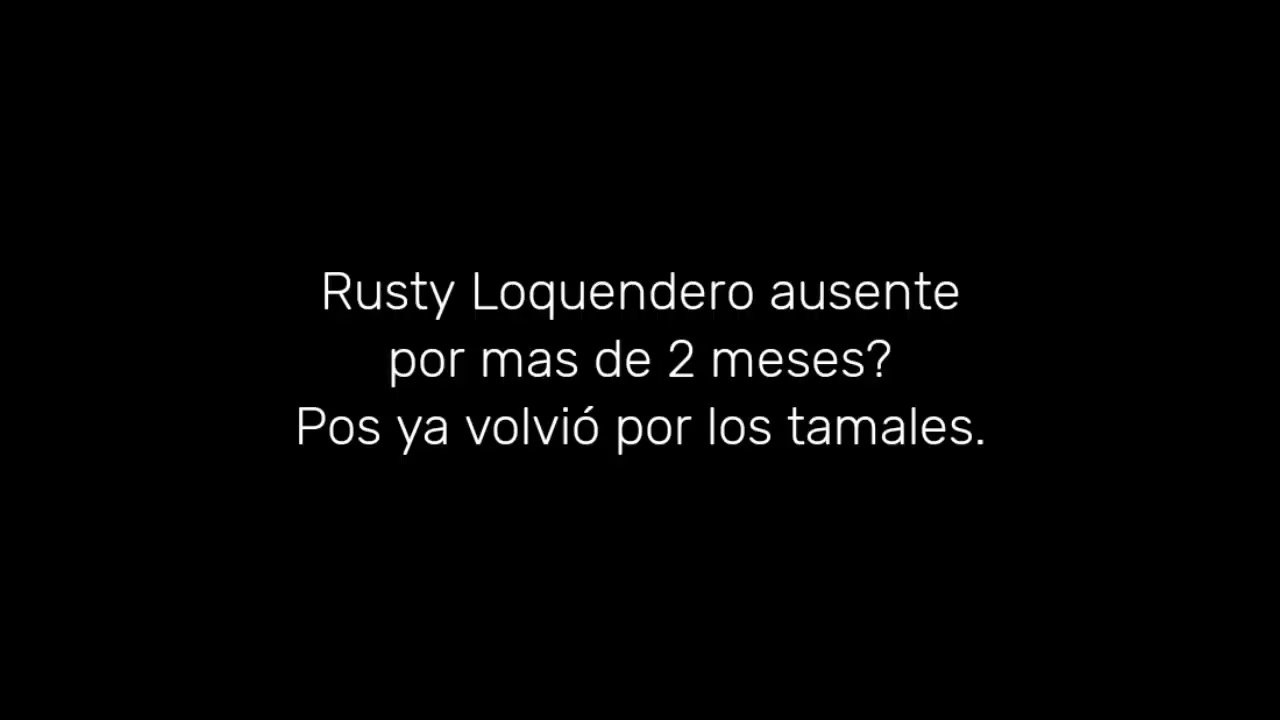 Rusty Loquendero ausente
por mas de 2 meses?
Pos ya volvió por los tamales.